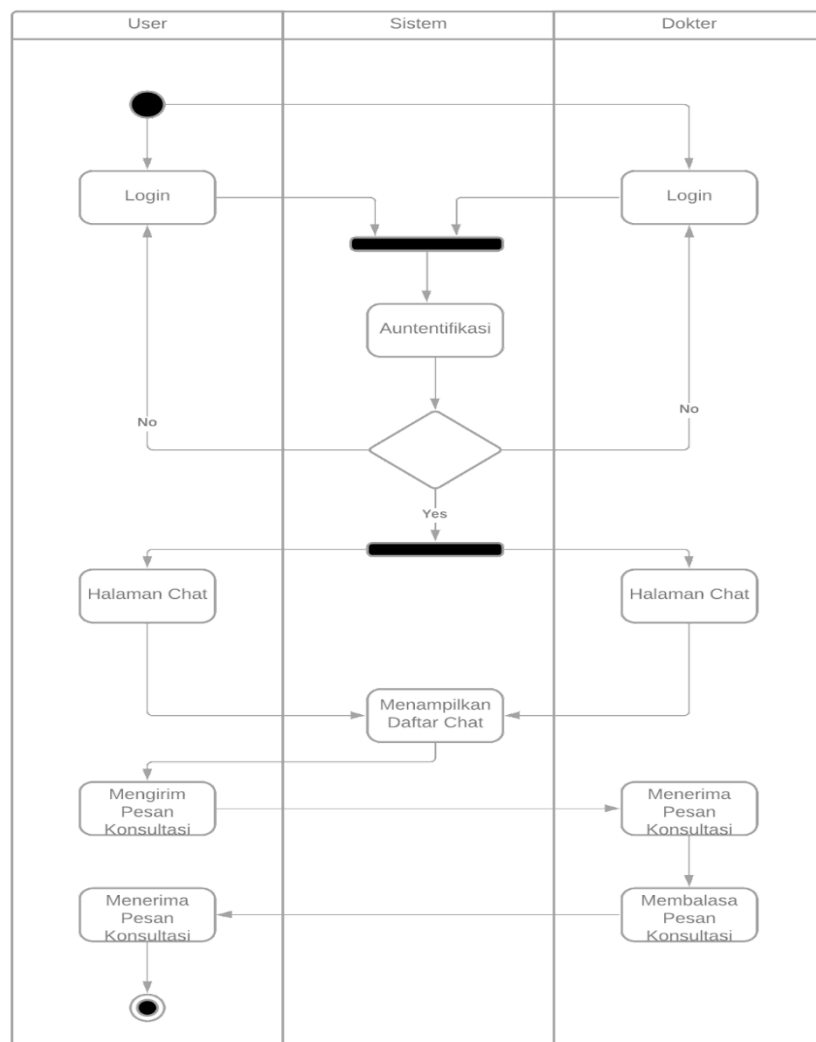 User
Sistem
Dokter
Login
Login
Auntentifikasi
No
No
Yes
Halaman Chat
Halaman Chat
Menampilkan
Daftar Chat
Mengirim
Pesan
Konsultasi
Menerima
Pesan
Konsultasi
Menerima
Pesan
Konsultasi
Membalasa
Pesan
Konsultasi